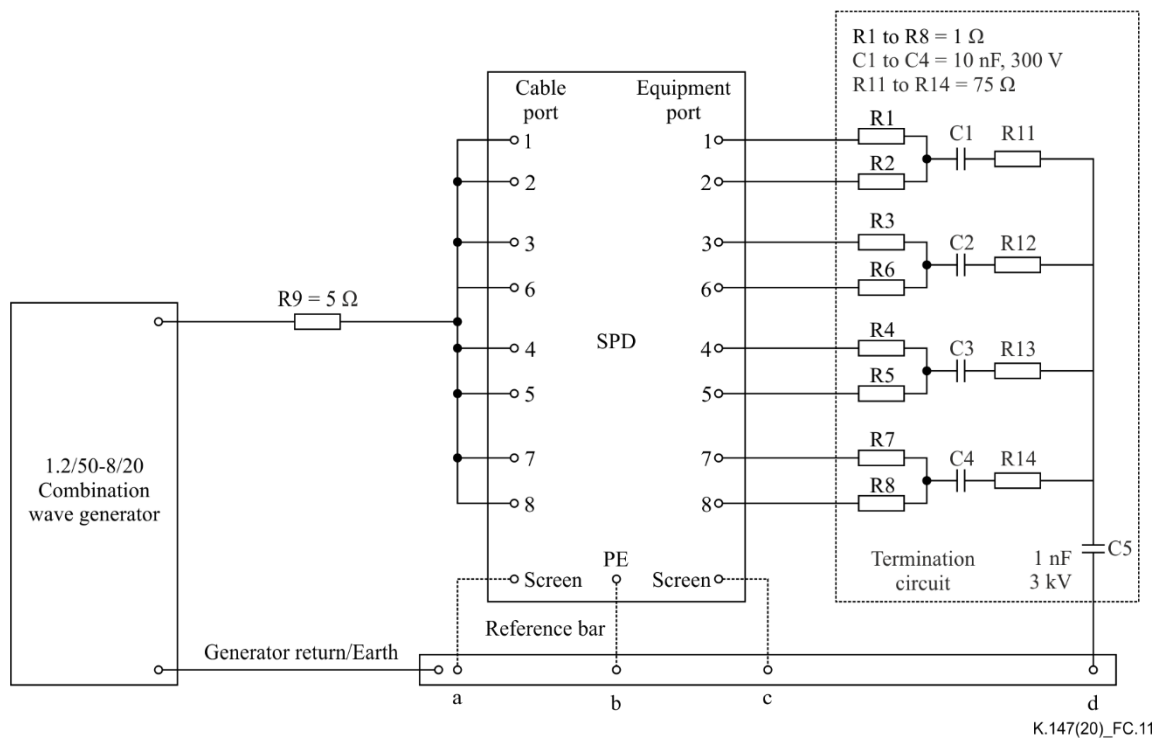 R1 to R8 = 1 Ω
C1 to C4 = 10 nF, 300 V
R11 to R14 = 75 Ω
Cable
port
Equipment
port
1
2
3
6
4
5
7
8
Screen
PE
SPD
1
2
3
6
4
5
7
8
Screen
R1
R2
C1
R11
R3
R6
C2
R12
R4
R5
C3
R13
R7
R8
C4
R14
Termination
circuit
1 nF
3 kV
C5
R9 = 5 Ω
1.2/50-8/20
Combination
wave generator
Generator return/Earth
Reference bar
a
b
c
d
K.147(20)_FC.11